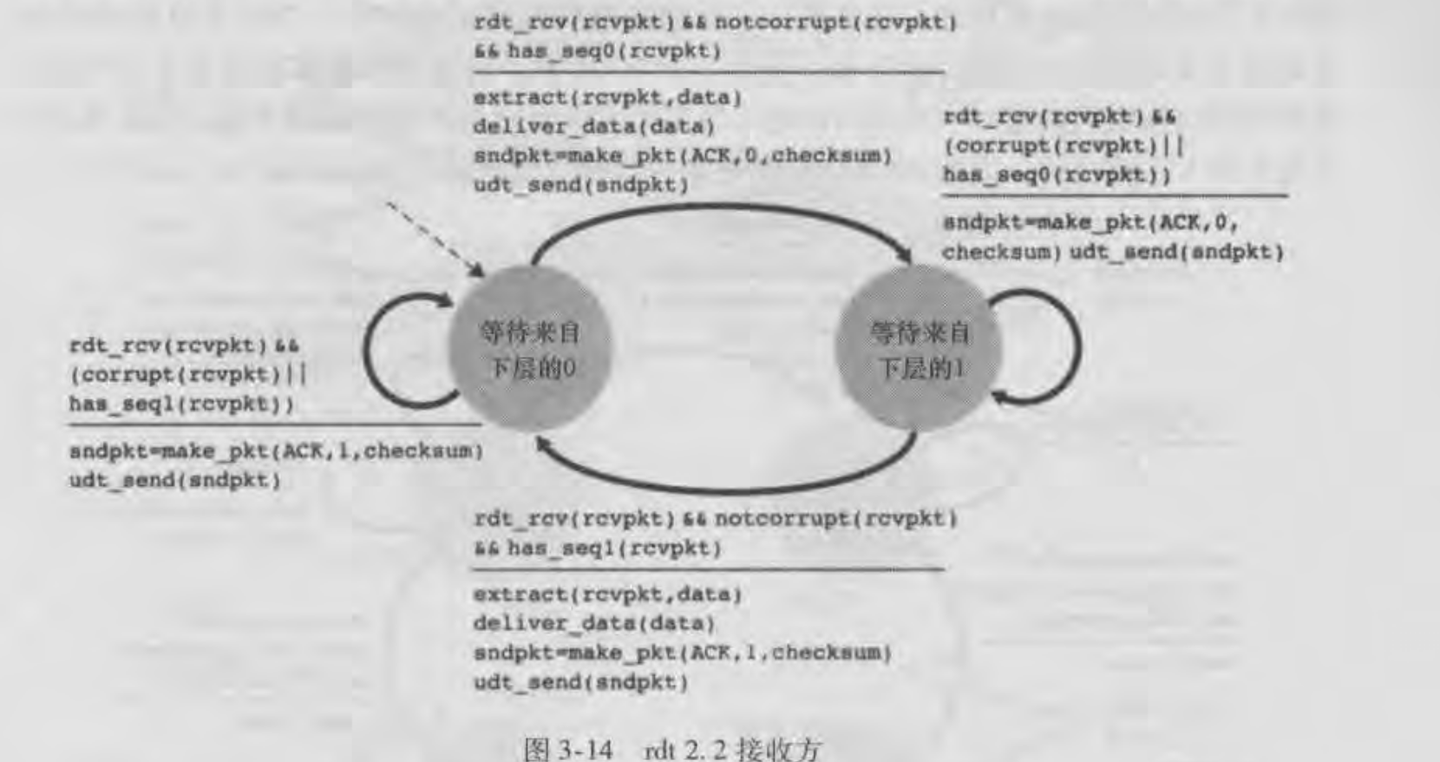 rdt_rcv(rcvpkt) && notcorrupt(rcvpkt)
&& has_seq0(rcvpkt)
extract(rcvpkt,data)
deliver_data(data)
sndpkt=make_pkt(ACK,0,checksum)
udt_send(sndpkt)
rdt_rcv(rcvpkt) &&
(corrupt(rcvpkt)||
has_seq0(rcvpkt))
sndpkt=make_pkt(ACK,0,
checksum) udt_send(sndpkt)
等待来自
下层的0
等待来自
下层的1
rdt_rcv(rcvpkt) &&
(corrupt(rcvpkt)||
has_seq1(rcvpkt))
sndpkt=make_pkt(ACK,1,checksum)
udt_send(sndpkt)
rdt_rcv(rcvpkt) && notcorrupt(rcvpkt)
&& has_seq1(rcvpkt)
extract(rcvpkt,data)
deliver_data(data)
sndpkt=make_pkt(ACK,1,checksum)
udt_send(sndpkt)
图 3-14 rdt 2.2 接收方